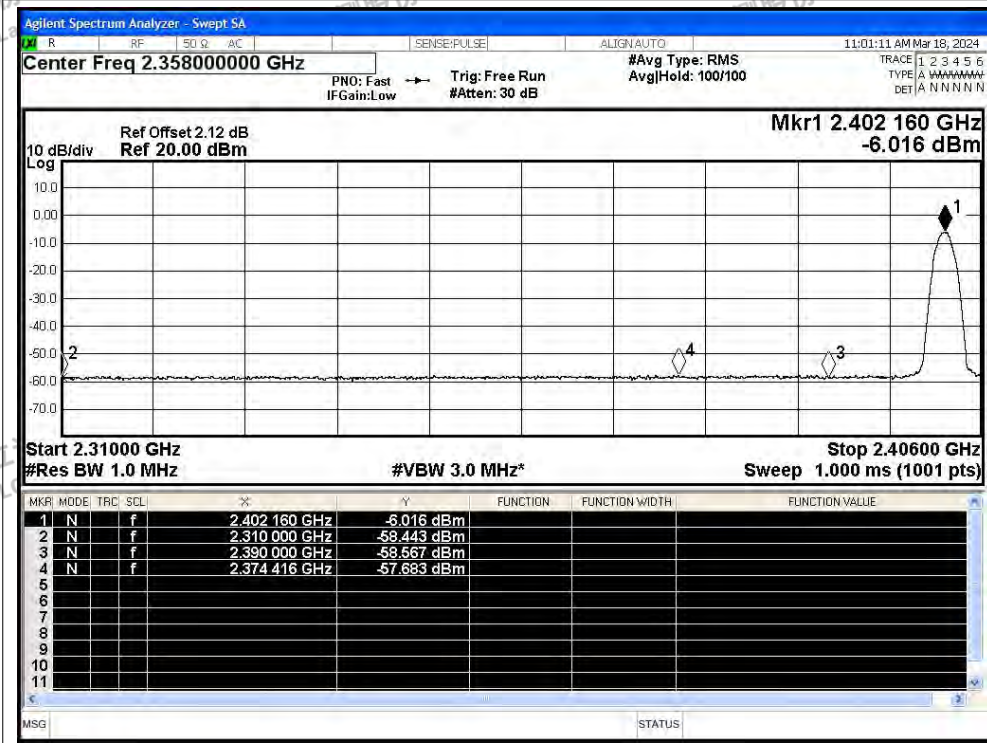 Agilent Spectrum Analyzer - Swept SA
LXI R RF 50 Ω AC SENSE:PULSE ALIGNAUTO 11:01:11 AM Mar 18, 2024
Center Freq 2.358000000 GHz
PNO: Fast
IFGain:Low
Trig: Free Run
#Atten: 30 dB
#Avg Type: RMS
Avg|Hold: 100/100
TRACE 1 2 3 4 5 6
TYPE A WWWWW
DET A N N N N N
Ref Offset 2.12 dB
10 dB/div Ref 20.00 dBm
Log
Mkr1 2.402 160 GHz
-6.016 dBm
10.0
0.00
-10.0
-20.0
-30.0
-40.0
-50.0
-60.0
-70.0
1
2
4
3
Start 2.31000 GHz Stop 2.40600 GHz
#Res BW 1.0 MHz #VBW 3.0 MHz* Sweep 1.000 ms (1001 pts)
MKR MODE TRC SCL X Y FUNCTION FUNCTION WIDTH FUNCTION VALUE
1 N f 2.402 160 GHz -6.016 dBm
2 N f 2.310 000 GHz -58.443 dBm
3 N f 2.390 000 GHz -58.567 dBm
4 N f 2.374 416 GHz -57.683 dBm
5
6
7
8
9
10
11
MSG STATUS